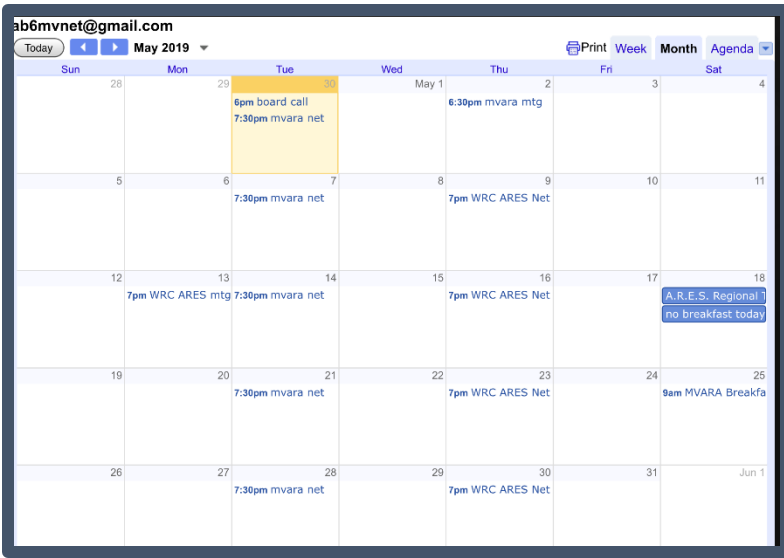 ab6mvnet@gmail.com
Today May 2019 Print Week Month Agenda
Sun Mon Tue Wed Thu Fri Sat
28 29 30 May 1 2 3 4
6pm board call 6:30pm mvara mtg
7:30pm mvara net
5 6 7 8 9 10 11
7:30pm mvara net 7pm WRC ARES Net
12 13 14 15 16 17 18
7pm WRC ARES mtg 7:30pm mvara net 7pm WRC ARES Net A.R.E.S. Regional
no breakfast today
19 20 21 22 23 24 25
7:30pm mvara net 7pm WRC ARES Net 9am MVARA Breakfa
26 27 28 29 30 31 Jun 1
7:30pm mvara net 7pm WRC ARES Net